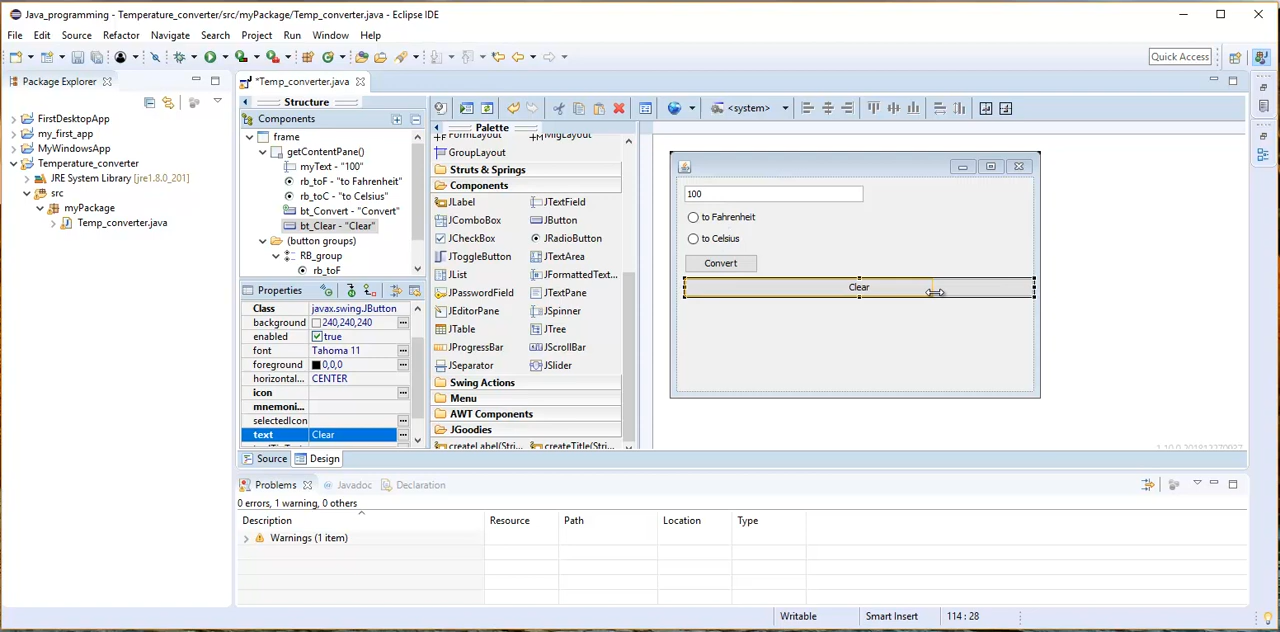 Java_programming - Temperature_converter/src/myPackage/Temp_converter.java - Eclipse IDE
File Edit Source Refactor Navigate Search Project Run Window Help
Quick Access
Package Explorer
FirstDesktopApp
my_first_app
MyWindowsApp
Temperature_converter
JRE System Library [jre1.8.0_201]
src
myPackage
Temp_converter.java
*Temp_converter.java
Structure
Components
frame
getContentPane()
myText - "100"
rb_toF - "to Fahrenheit"
rb_toC - "to Celsius"
bt_Convert - "Convert"
bt_Clear - "Clear"
(button groups)
RB_group
rb_toF
Properties
Class javax.swing.JButton
background 240,240,240
enabled true
font Tahoma 11
foreground 0,0,0
horizontal... CENTER
icon
mnemoni...
selectedIcon
text Clear
<system>
Palette
FormLayout MigLayout
GroupLayout
Struts & Springs
Components
JLabel JTextField
JComboBox JButton
JCheckBox JRadioButton
JToggleButton JTextArea
JList JFormattedText...
JPasswordField JTextPane
JEditorPane JSpinner
JTable JTree
JProgressBar JScrollBar
JSeparator JSlider
Swing Actions
Menu
AWT Components
JGoodies
createLabel(Stri... createTitle(Stri...
100
to Fahrenheit
to Celsius
Convert
Clear
Source Design
Problems Javadoc Declaration
0 errors, 1 warning, 0 others
Description Resource Path Location Type
Warnings (1 item)
Writable Smart Insert 114 : 28